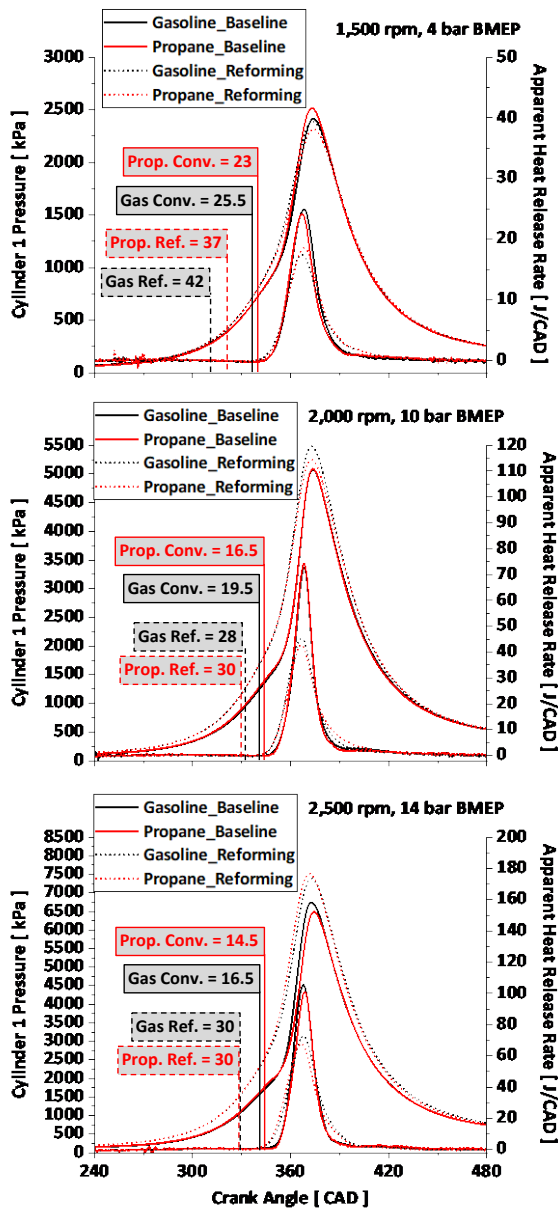 Gasoline_Baseline
Propane_Baseline
Gasoline_Reforming
Propane_Reforming
1,500 rpm, 4 bar BMEP
3000
2500
2000
1500
1000
500
0
Cylinder 1 Pressure [ kPa ]
Prop. Conv. = 23
Gas Conv. = 25.5
Prop. Ref. = 37
Gas Ref. = 42
50
40
30
20
10
0
Apparent Heat Release Rate [ J/CAD ]
Gasoline_Baseline
Propane_Baseline
Gasoline_Reforming
Propane_Reforming
2,000 rpm, 10 bar BMEP
5500
5000
4500
4000
3500
3000
2500
2000
1500
1000
500
0
Cylinder 1 Pressure [ kPa ]
Prop. Conv. = 16.5
Gas Conv. = 19.5
Gas Ref. = 28
Prop. Ref. = 30
120
110
100
90
80
70
60
50
40
30
20
10
0
Apparent Heat Release Rate [ J/CAD ]
Gasoline_Baseline
Propane_Baseline
Gasoline_Reforming
Propane_Reforming
2,500 rpm, 14 bar BMEP
8500
8000
7500
7000
6500
6000
5500
5000
4500
4000
3500
3000
2500
2000
1500
1000
500
0
Cylinder 1 Pressure [ kPa ]
Prop. Conv. = 14.5
Gas Conv. = 16.5
Gas Ref. = 30
Prop. Ref. = 30
200
180
160
140
120
100
80
60
40
20
0
Apparent Heat Release Rate [ J/CAD ]
240 300 360 420 480
Crank Angle [ CAD ]